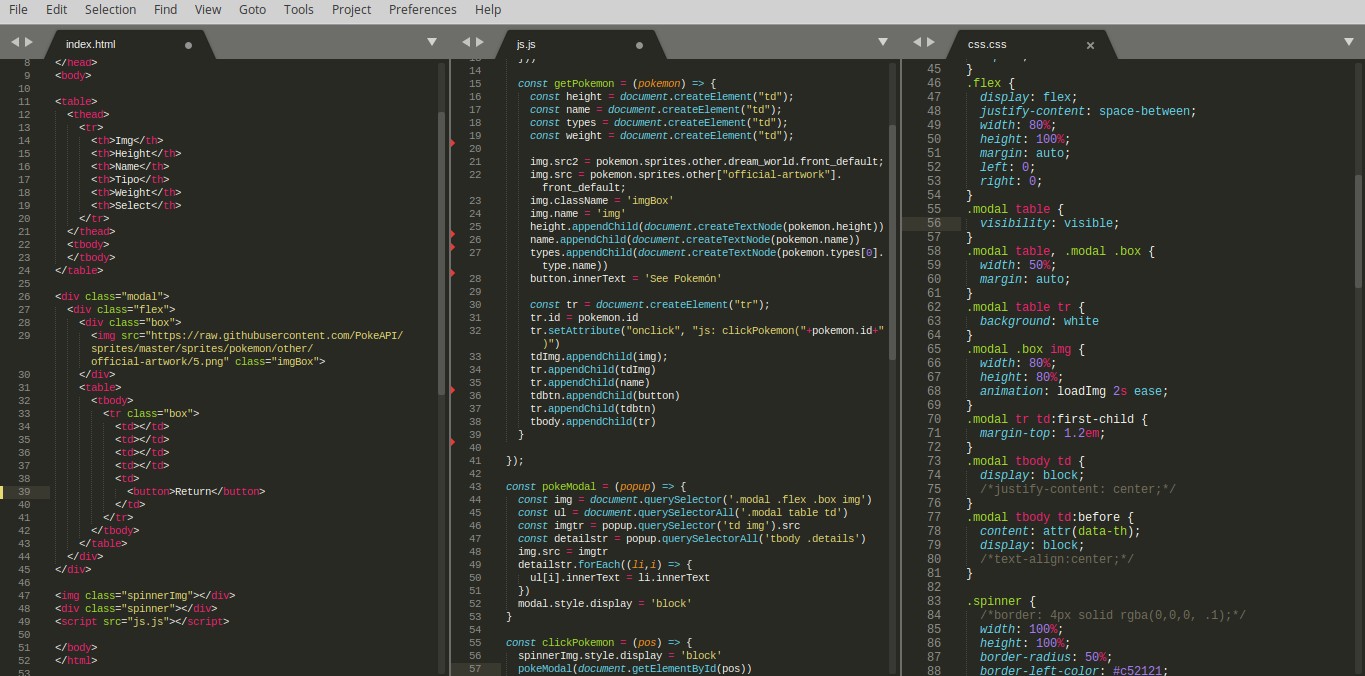 File Edit Selection Find View Goto Tools Project Preferences Help
index.html
8 </head>
9 <body>
10
11 <table>
12 <thead>
13 <tr>
14 <th>Img</th>
15 <th>Height</th>
16 <th>Name</th>
17 <th>Tipo</th>
18 <th>Weight</th>
19 <th>Select</th>
20 </tr>
21 </thead>
22 <tbody>
23 </tbody>
24 </table>
25
26 <div class="modal">
27 <div class="flex">
28 <div class="box">
29 <img src="https://raw.githubusercontent.com/PokeAPI/
sprites/master/sprites/pokemon/other/
official-artwork/5.png" class="imgBox">
30 </div>
31 <table>
32 <tbody>
33 <tr class="box">
34 <td></td>
35 <td></td>
36 <td></td>
37 <td></td>
38 <td>
39 <button>Return</button>
40 </td>
41 </tr>
42 </tbody>
43 </table>
44 </div>
45 </div>
46
47 <img class="spinnerImg"></div>
48 <div class="spinner"></div>
49 <script src="js.js"></script>
50
51 </body>
52 </html>
53
js.js
13 }))
14
15 const getPokemon = (pokemon) => {
16 const height = document.createElement("td");
17 const name = document.createElement("td");
18 const types = document.createElement("td");
19 const weight = document.createElement("td");
20
21 img.src2 = pokemon.sprites.other.dream_world.front_default;
22 img.src = pokemon.sprites.other["official-artwork"].
front_default;
23 img.className = 'imgBox'
24 img.name = 'img'
25 height.appendChild(document.createTextNode(pokemon.height))
26 name.appendChild(document.createTextNode(pokemon.name))
27 types.appendChild(document.createTextNode(pokemon.types[0].
type.name))
28 button.innerText = 'See Pokemón'
29
30 const tr = document.createElement("tr");
31 tr.id = pokemon.id
32 tr.setAttribute("onclick", "js: clickPokemon("+pokemon.id+"
)")
33 tdImg.appendChild(img);
34 tr.appendChild(tdImg)
35 tr.appendChild(name)
36 tdbtn.appendChild(button)
37 tr.appendChild(tdbtn)
38 tbody.appendChild(tr)
39 }
40
41 });
42
43 const pokeModal = (popup) => {
44 const img = document.querySelector('.modal .flex .box img')
45 const ul = document.querySelectorAll('.modal table td')
46 const imgtr = popup.querySelector('td img').src
47 const detailstr = popup.querySelectorAll('tbody .details')
48 img.src = imgtr
49 detailstr.forEach((li,i) => {
50 ul[i].innerText = li.innerText
51 })
52 modal.style.display = 'block'
53 }
54
55 const clickPokemon = (pos) => {
56 spinnerImg.style.display = 'block'
57 pokeModal(document.getElementById(pos))
css.css
45 }
46 .flex {
47 display: flex;
48 justify-content: space-between;
49 width: 80%;
50 height: 100%;
51 margin: auto;
52 left: 0;
53 right: 0;
54 }
55 .modal table {
56 visibility: visible;
57 }
58 .modal table, .modal .box {
59 width: 50%;
60 margin: auto;
61 }
62 .modal table tr {
63 background: white
64 }
65 .modal .box img {
66 width: 80%;
67 height: 80%;
68 animation: loadImg 2s ease;
69 }
70 .modal tr td:first-child {
71 margin-top: 1.2em;
72 }
73 .modal tbody td {
74 display: block;
75 /*justify-content: center;*/
76 }
77 .modal tbody td:before {
78 content: attr(data-th);
79 display: block;
80 /*text-align:center;*/
81 }
82
83 .spinner {
84 /*border: 4px solid rgba(0,0,0, .1);*/
85 width: 100%;
86 height: 100%;
87 border-radius: 50%;
88 border-left-color: #c52121;